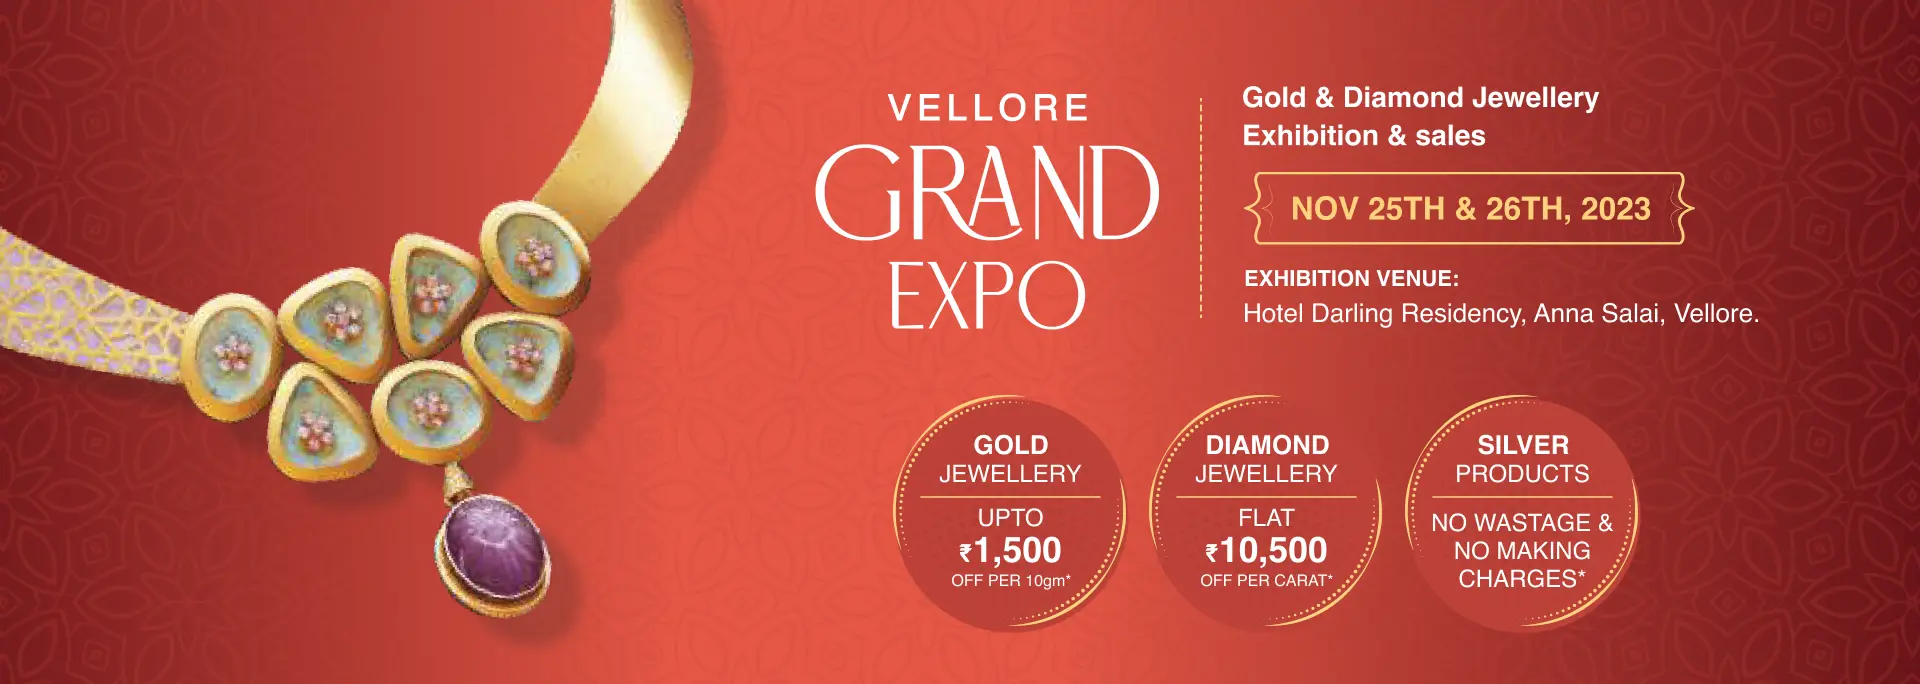 VELLORE
GRAND
EXPO
Gold & Diamond Jewellery
Exhibition & sales
NOV 25TH & 26TH, 2023
EXHIBITION VENUE:
Hotel Darling Residency, Anna Salai, Vellore.
GOLD
JEWELLERY
UPTO
₹1,500
OFF PER 10gm*
DIAMOND
JEWELLERY
FLAT
₹10,500
OFF PER CARAT*
SILVER
PRODUCTS
NO WASTAGE &
NO MAKING
CHARGES*